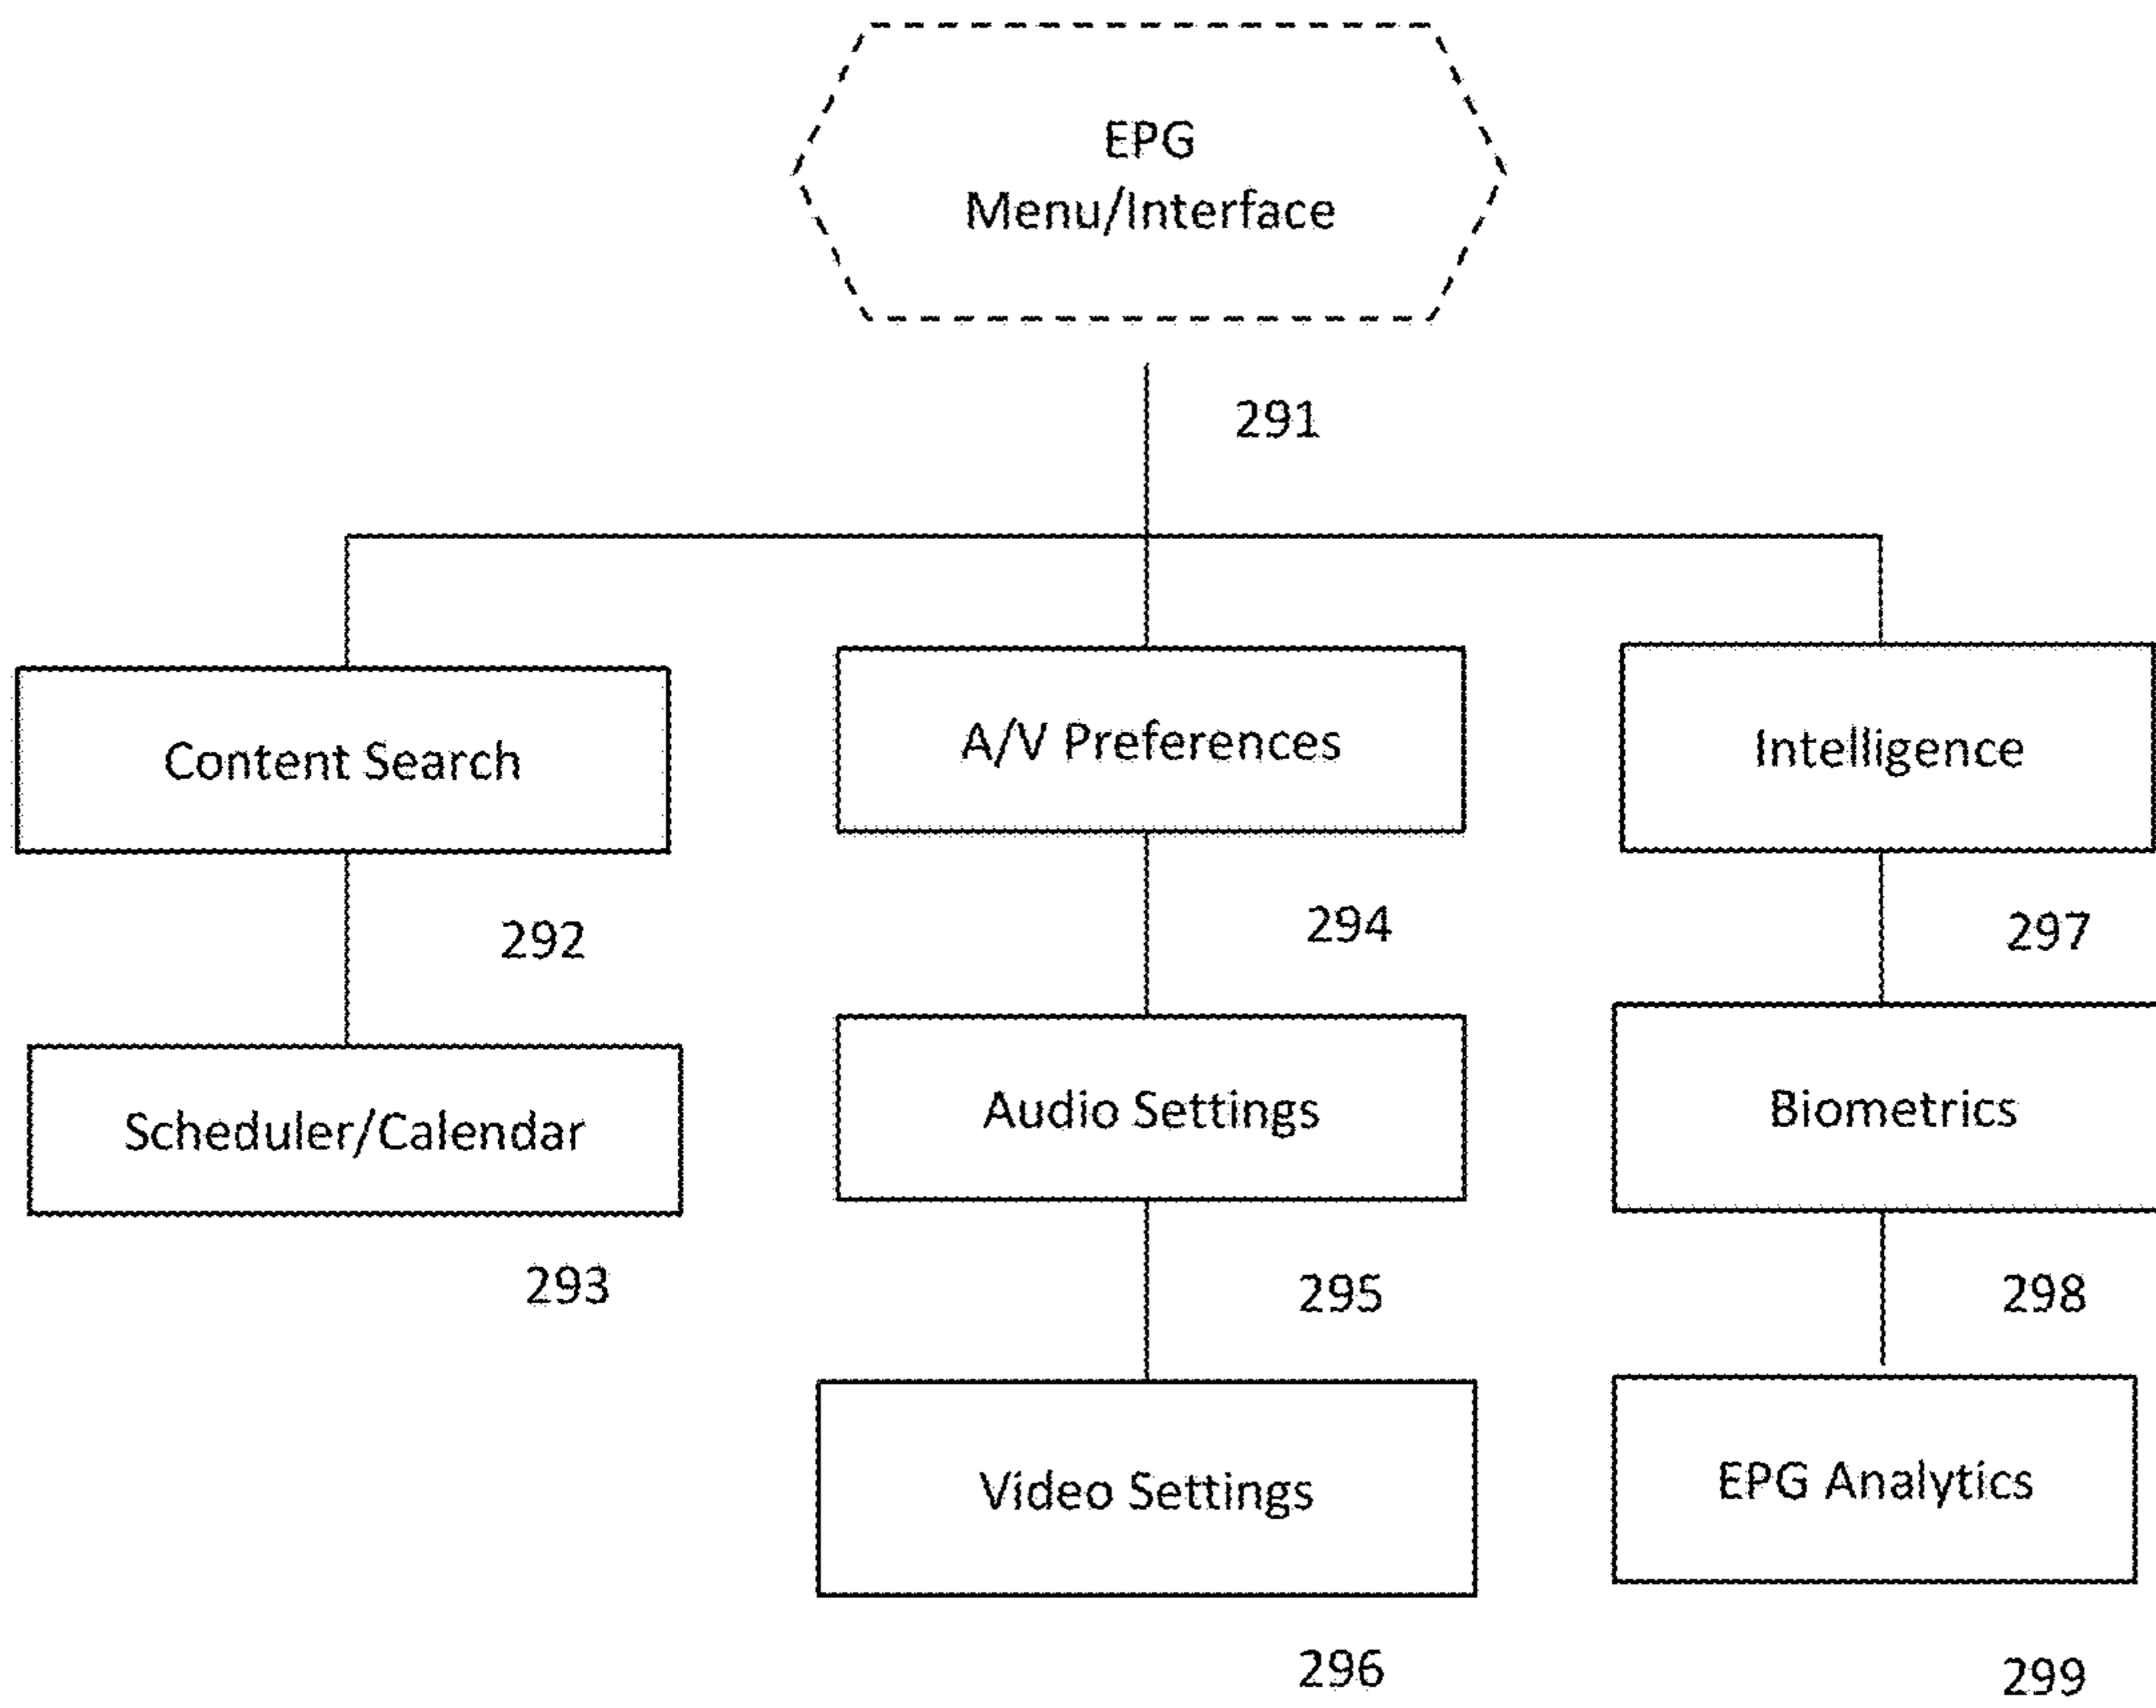 EPG
Menu/Interface
291
Content Search
A/V Preferences
Intelligence
292
294
297
Scheduler/Calendar
Audio Settings
Biometrics
293
295
298
Video Settings
EPG Analytics
296
299